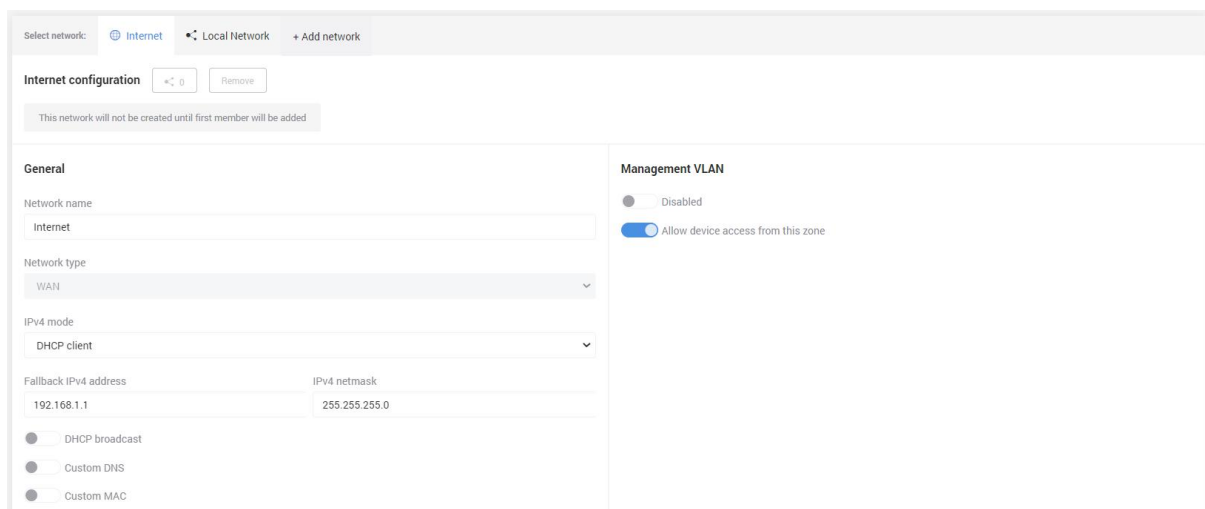 Select network: Internet Local Network + Add network
Internet configuration 0 Remove
This network will not be created until first member will be added
General
Network name
Internet
Network type
WAN
IPv4 mode
DHCP client
Fallback IPv4 address IPv4 netmask
192.168.1.1 255.255.255.0
DHCP broadcast
Custom DNS
Custom MAC
Management VLAN
Disabled
Allow device access from this zone